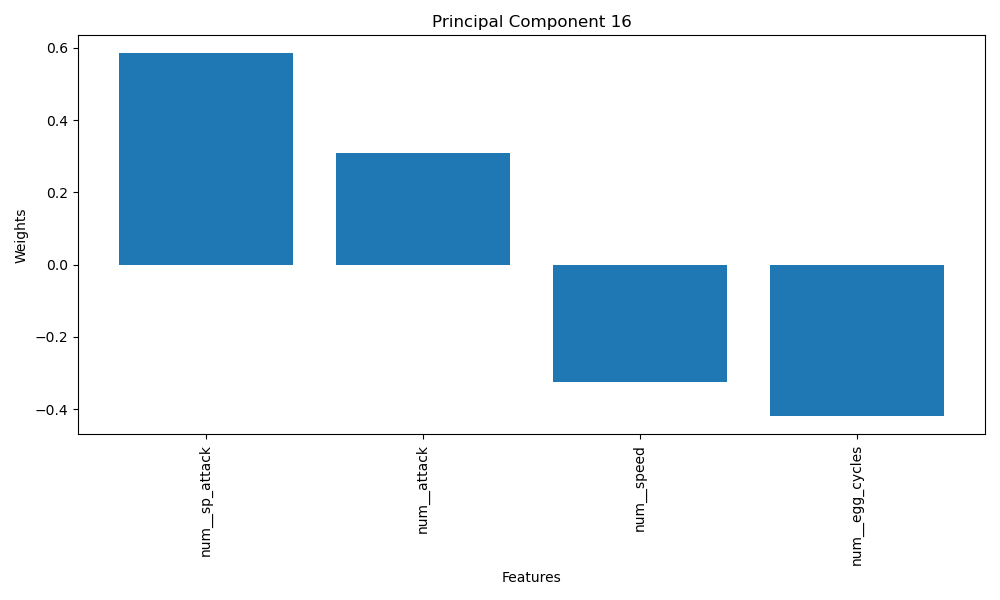 Principal Component 16
Weights
0.6
0.4
0.2
0.0
−0.2
−0.4
num__sp_attack
num__attack
num__speed
num__egg_cycles
Features